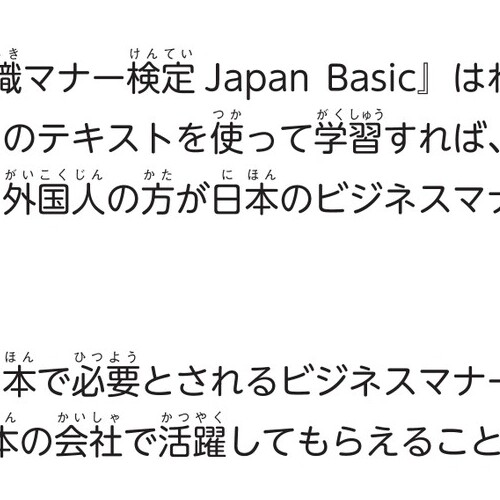 識マナー検定 Japan Basic』は
のテキストを使って学習すれば、
外国人の方が日本のビジネスマナ
本で必要とされるビジネスマナー
本の会社で活躍してもらえること